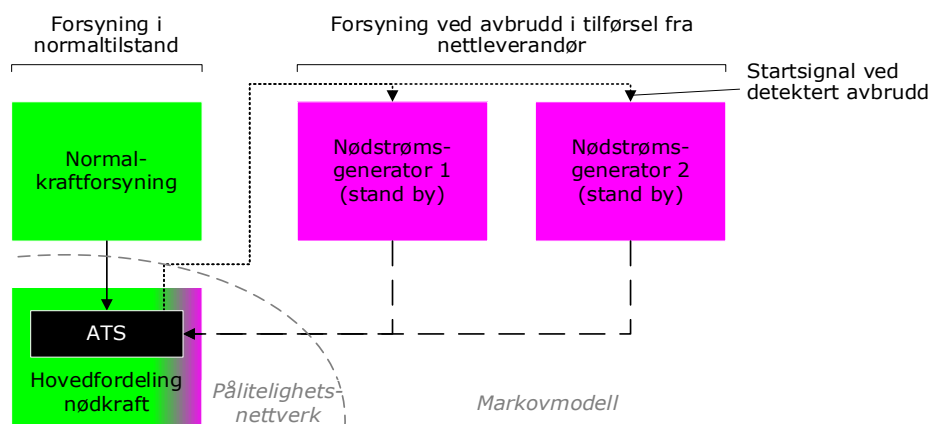 Forsyning i
normaltilstand
Forsyning ved avbrudd i tilførsel fra
nettleverandør
Startsignal ved
detektert avbrudd
Normal-
kraftforsyning
Nødstrøms-
generator 1
(stand by)
Nødstrøms-
generator 2
(stand by)
ATS
Hovedfordeling
nødkraft
Pålitelighets-
nettverk
Markovmodell